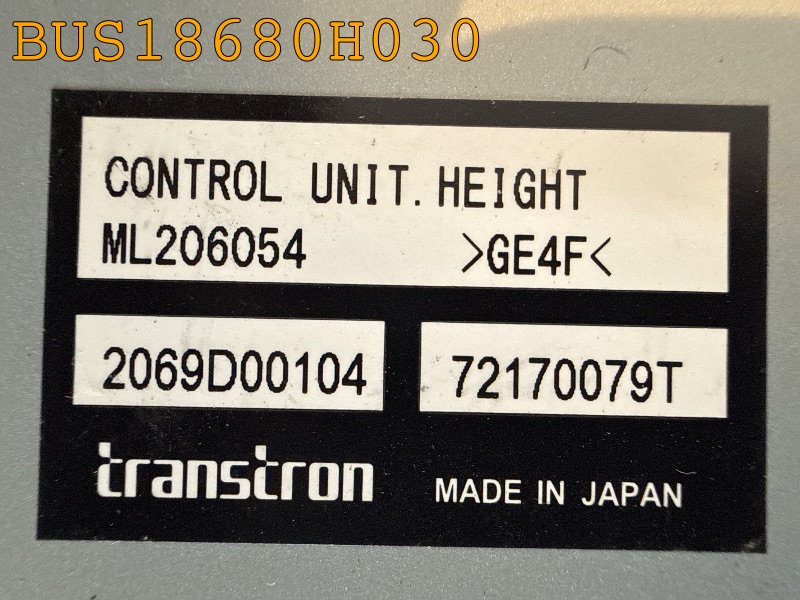 BUS18680H030
CONTROL UNIT.HEIGHT
ML206054 >GE4F<
2069D00104 72170079T
transtron MADE IN JAPAN